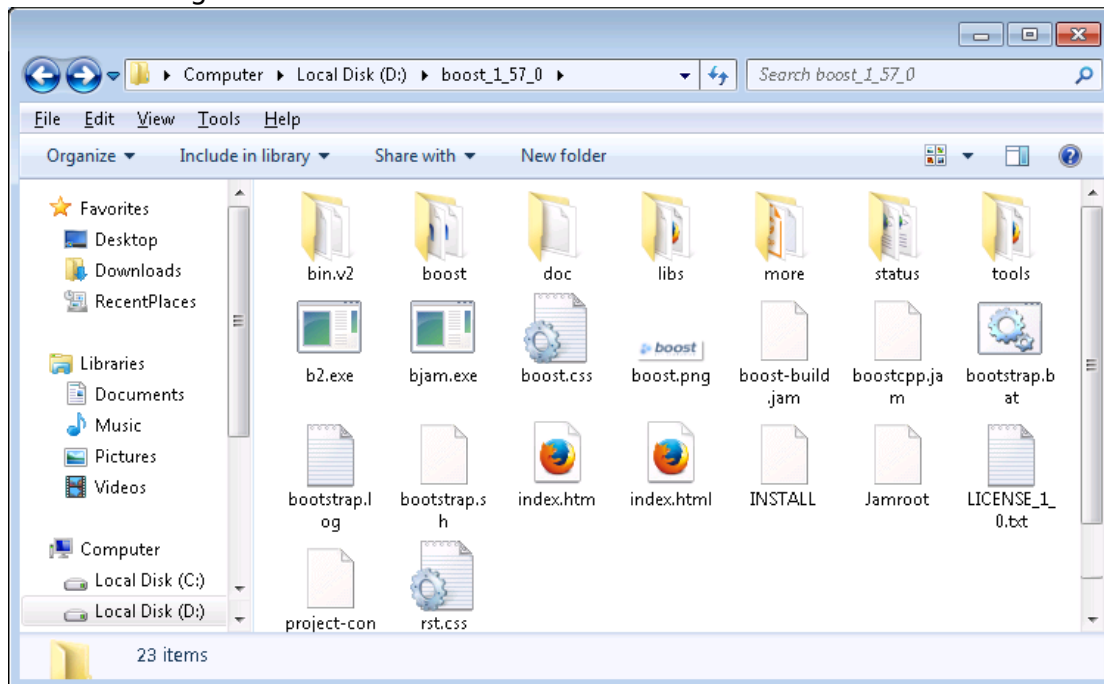 Computer Local Disk (D:) boost_1_57_0 Search boost_1_57_0
File Edit View Tools Help
Organize Include in library Share with New folder
Favorites
Desktop
Downloads
RecentPlaces
Libraries
Documents
Music
Pictures
Videos
Computer
Local Disk (C:)
Local Disk (D:)
bin.v2 boost doc libs more status tools
b2.exe bjam.exe boost.css boost.png boost-build boostcpp.ja bootstrap.b
.jam m at
boost
bootstrap.l bootstrap.s index.htm index.html INSTALL Jamroot LICENSE_1_
og h 0.txt
project-con rst.css
23 items